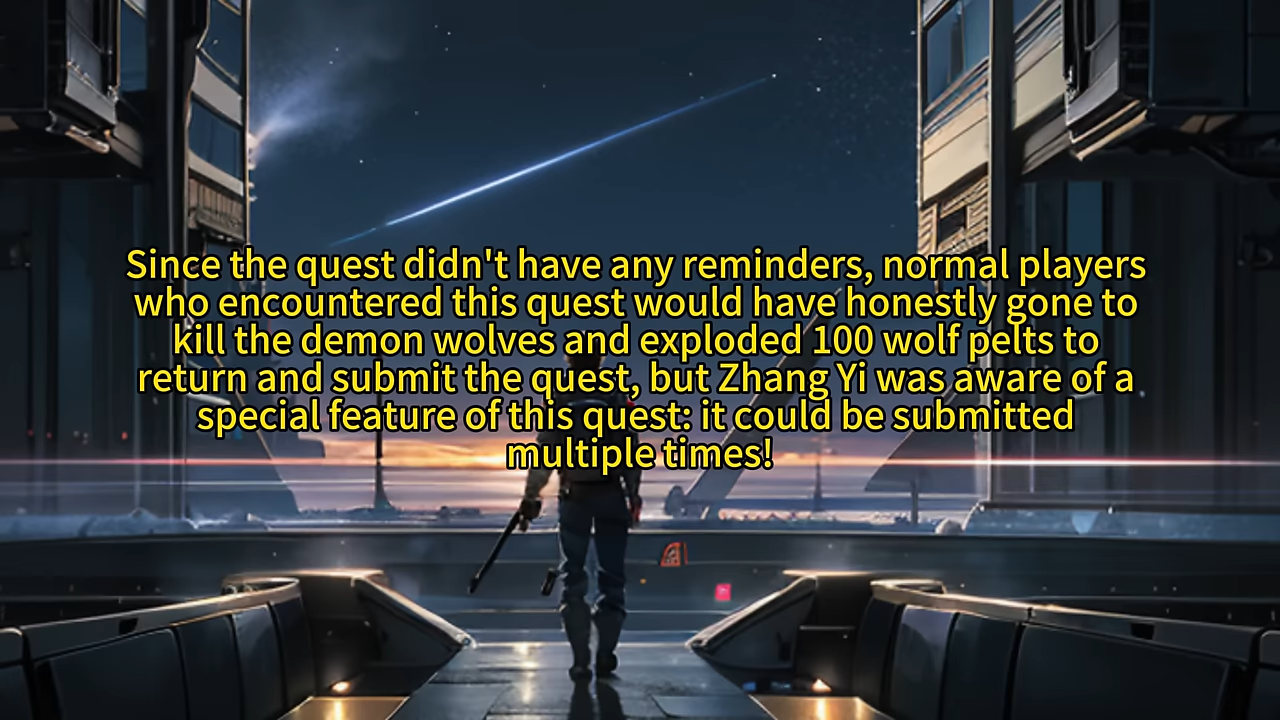 Since the quest didn't have any reminders, normal players
who encountered this quest would have honestly gone to
kill the demon wolves and exploded 100 wolf pelts to
return and submit the quest, but Zhang Yi was aware of a
special feature of this quest: it could be submitted
multiple times!